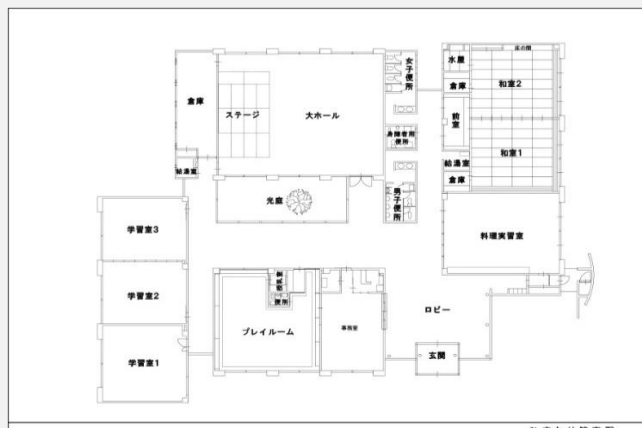 床の間
水屋
女子便所
倉庫
和室2
倉庫
ステージ
大ホール
前室
身障者用
便所
和室1
給湯室
給湯室
倉庫
光庭
男子便所
学習室3
料理実習室
学習室2
便所
ロビー
プレイルーム
事務室
玄関
学習室1